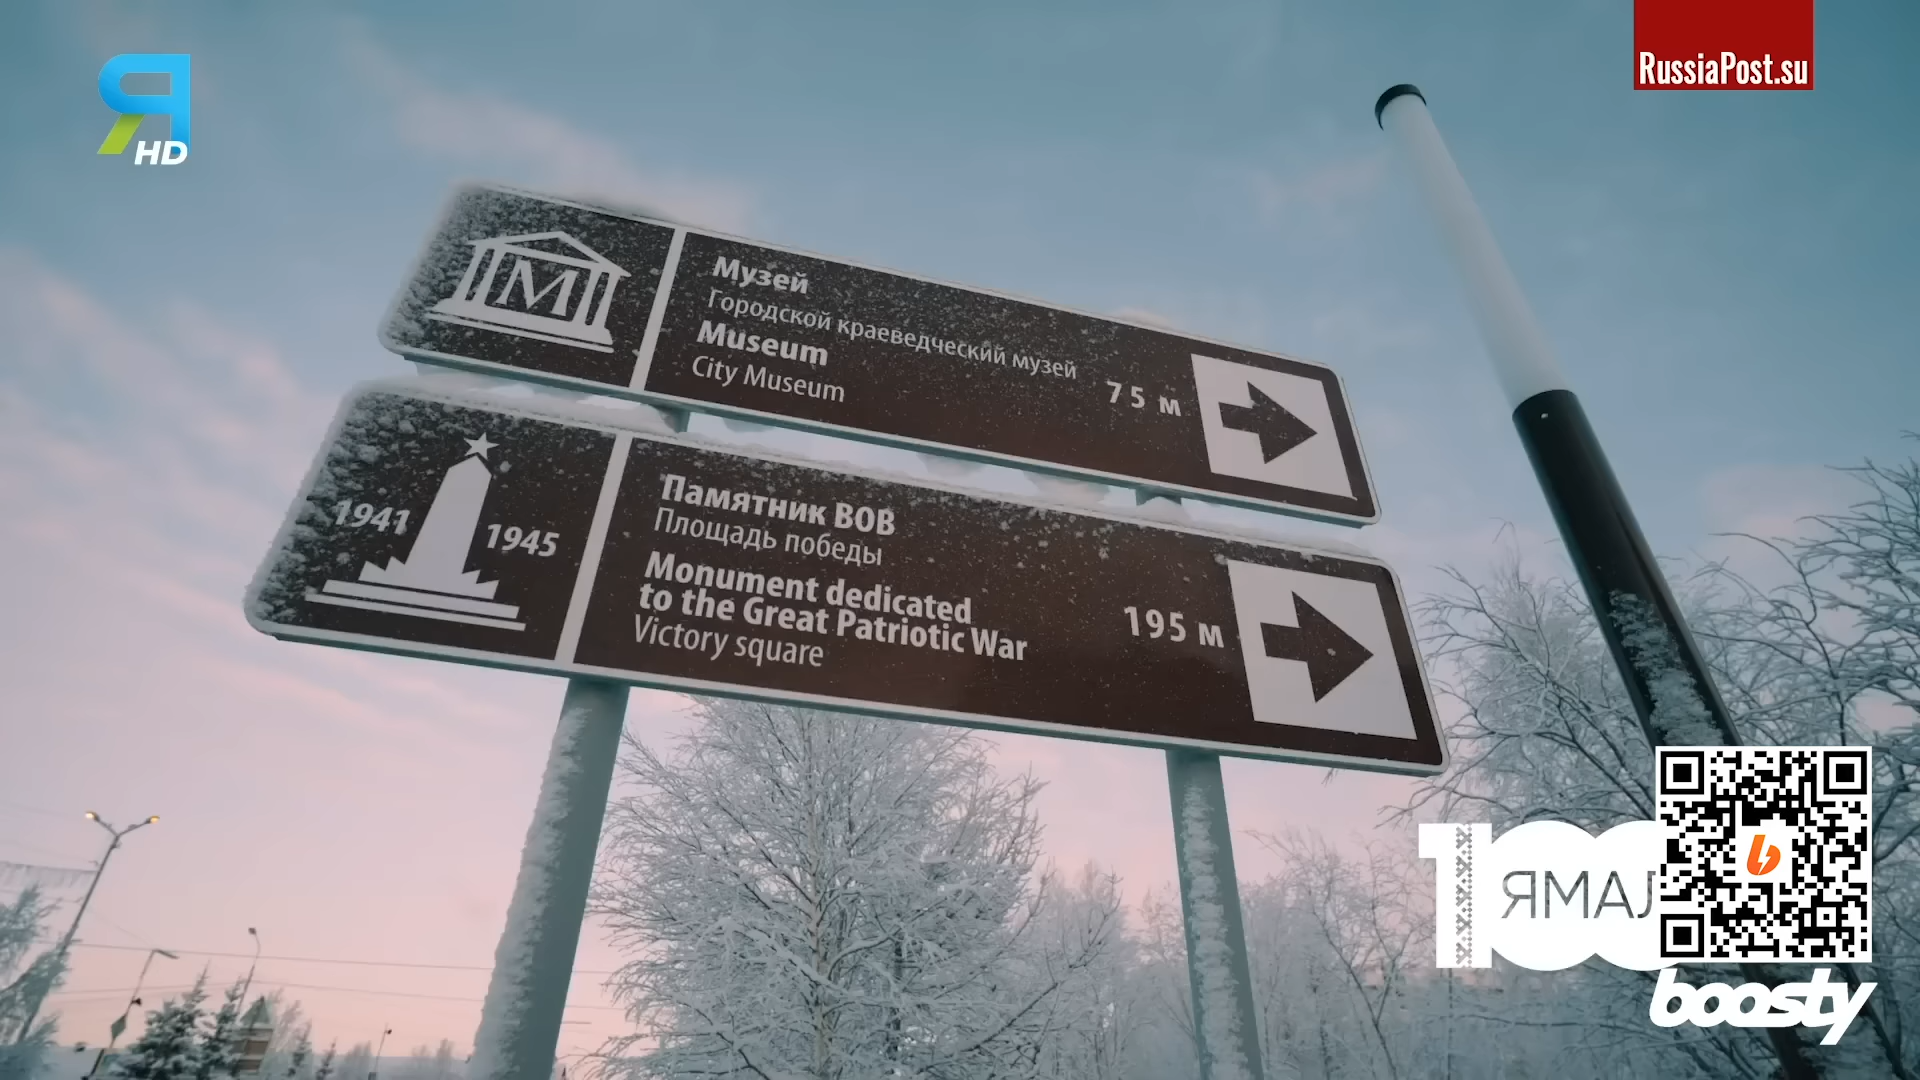 Я
HD
RussiaPost.su
М
Музей
Городской краеведческий музей
Museum
City Museum
75 м
1941
1945
Памятник ВОВ
Площадь победы
Monument dedicated
to the Great Patriotic War
Victory square
195 м
100
ЯМАЛ
boosty